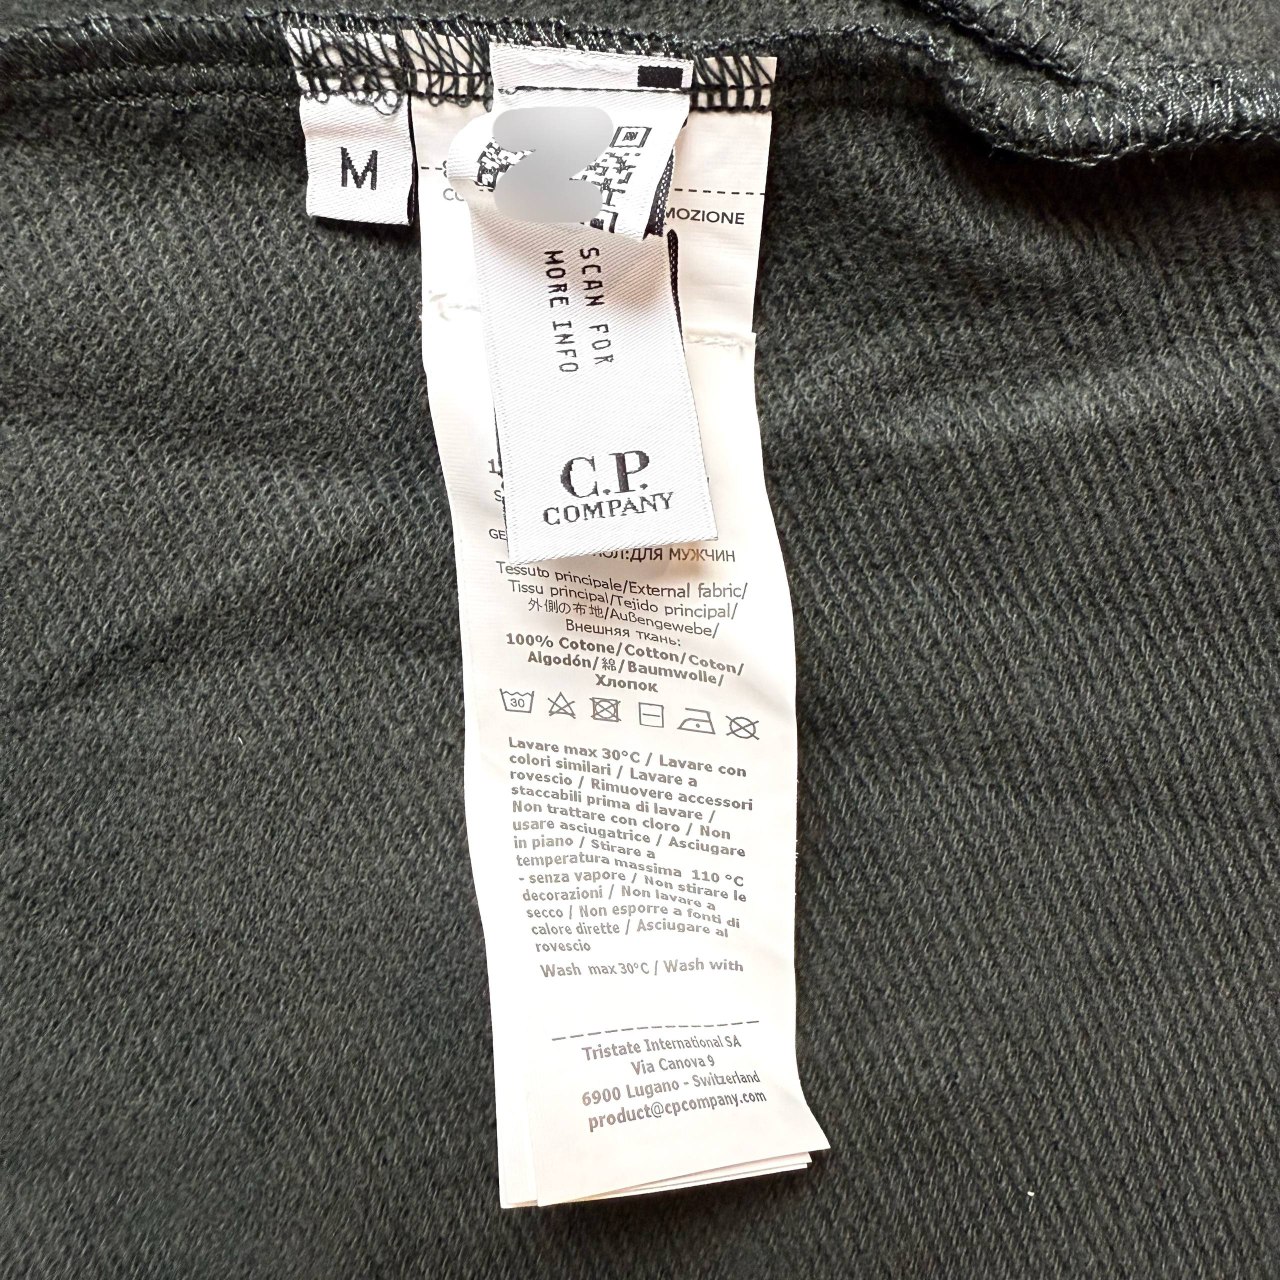 M
MOZIONE
SCAN FOR
MORE INFO
C.P.
COMPANY
ДЛЯ МУЖЧИН
Tessuto principale/External fabric/
Tissu principal/Tejido principal/
外側の布地/Außengewebe/
Внешняя ткань:
100% Cotone/Cotton/Coton/
Algodón/綿/Baumwolle/
Хлопок
30
Lavare max 30°C / Lavare con
colori similari / Lavare a
rovescio / Rimuovere accessori
staccabili prima di lavare /
Non trattare con cloro / Non
usare asciugatrice / Asciugare
in piano / Stirare a
temperatura massima 110 °C
- senza vapore / Non stirare le
decorazioni / Non lavare a
secco / Non esporre a fonti di
calore dirette / Asciugare al
rovescio
Wash max 30°C / Wash with
Tristate International SA
Via Canova 9
6900 Lugano - Switzerland
product@cpcompany.com